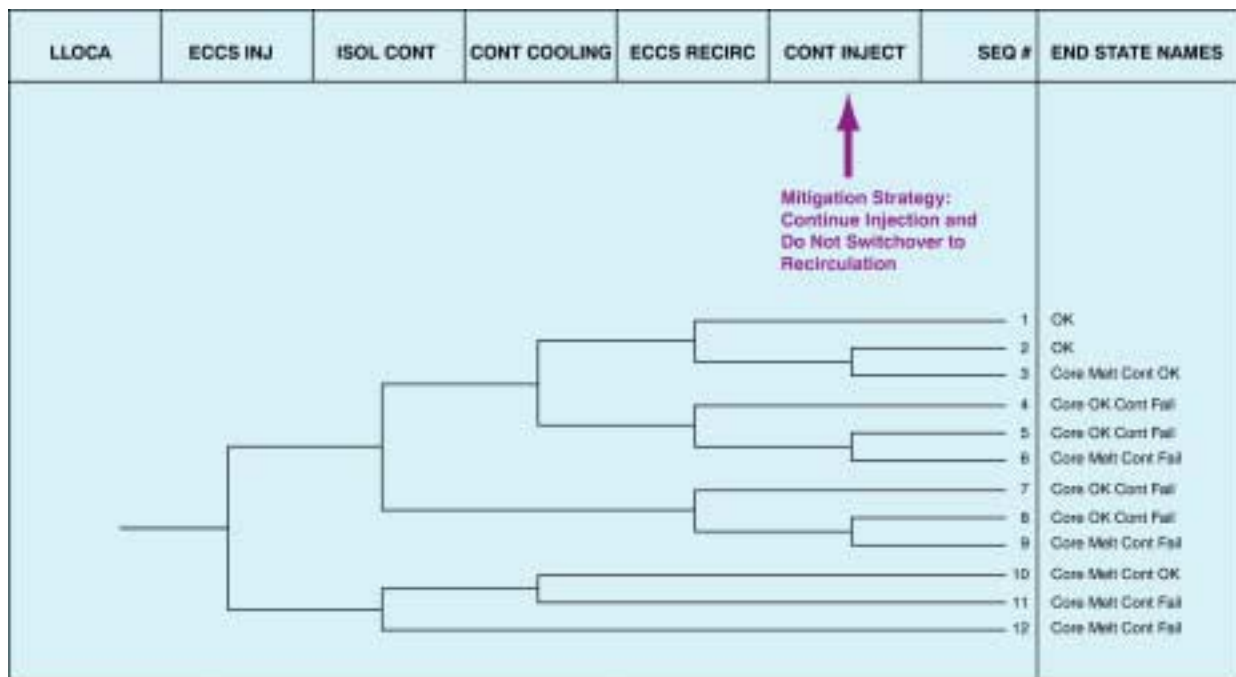 LLOCA ECCS INJ ISOL CONT CONT COOLING ECCS RECIRC CONT INJECT SEQ # END STATE NAMES
Mitigation Strategy:
Continue Injection and
Do Not Switchover to
Recirculation
1 OK
2 OK
3 Core Melt Cont OK
4 Core OK Cont Fail
5 Core OK Cont Fail
6 Core Melt Cont Fail
7 Core OK Cont Fail
8 Core OK Cont Fail
9 Core Melt Cont Fail
10 Core Melt Cont OK
11 Core Melt Cont Fail
12 Core Melt Cont Fail